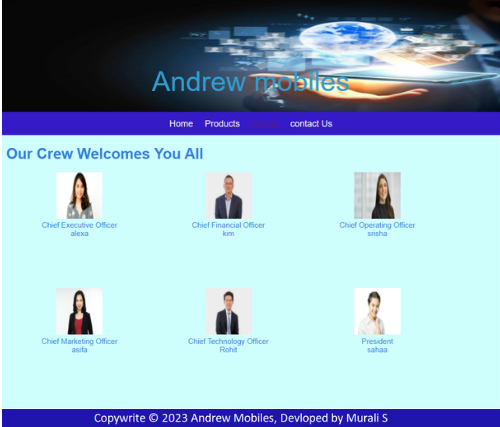 Andrew mobiles
Home Products contact Us
Our Crew Welcomes You All
Chief Executive Officer
alexa
Chief Financial Officer
kim
Chief Operating Officer
srisha
Chief Marketing Officer
asifa
Chief Technology Officer
Rohit
President
sahaa
Copywrite © 2023 Andrew Mobiles, Devloped by Murali S